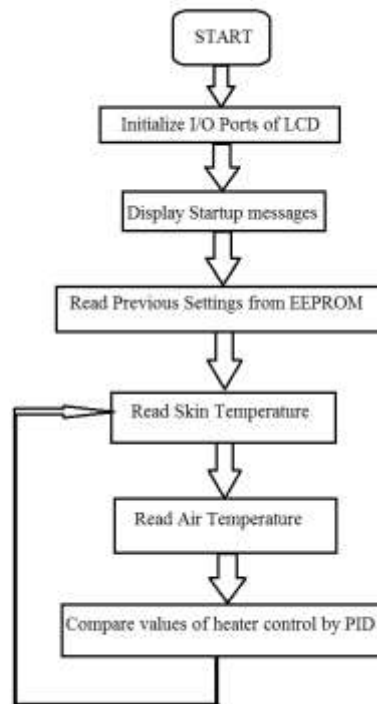 START
Initialize I/O Ports of LCD
Display Startup messages
Read Previous Settings from EEPROM
Read Skin Temperature
Read Air Temperature
Compare values of heater control by PID